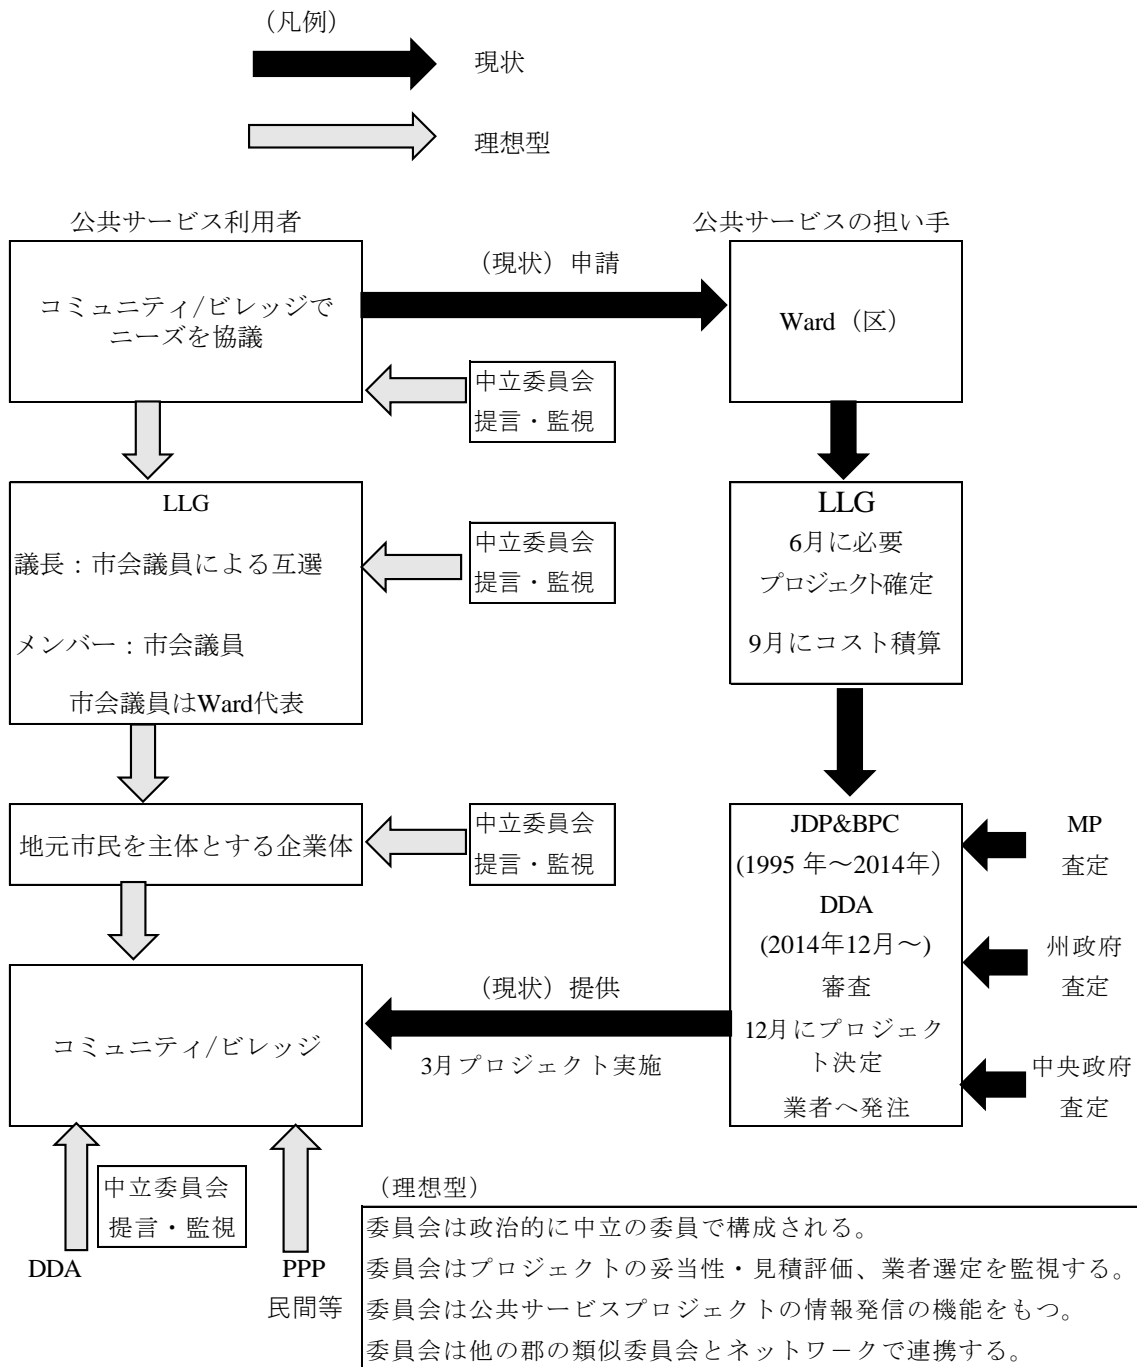 （凡例）
現状
理想型
公共サービス利用者
公共サービスの担い手
コミュニティ/ビレッジで
ニーズを協議
（現状）申請
Ward（区）
中立委員会
提言・監視
LLG
議長：市会議員による互選
メンバー：市会議員
市会議員はWard代表
中立委員会
提言・監視
LLG
6月に必要
プロジェクト確定
9月にコスト積算
地元市民を主体とする企業体
中立委員会
提言・監視
JDP&BPC
(1995 年～2014年）
DDA
(2014年12月～)
審査
12月にプロジェク
ト決定
業者へ発注
MP
査定
州政府
査定
中央政府
査定
コミュニティ/ビレッジ
（現状）提供
3月プロジェクト実施
中立委員会
提言・監視
DDA
PPP
民間等
（理想型）
委員会は政治的に中立の委員で構成される。
委員会はプロジェクトの妥当性・見積評価、業者選定を監視する。
委員会は公共サービスプロジェクトの情報発信の機能をもつ。
委員会は他の郡の類似委員会とネットワークで連携する。